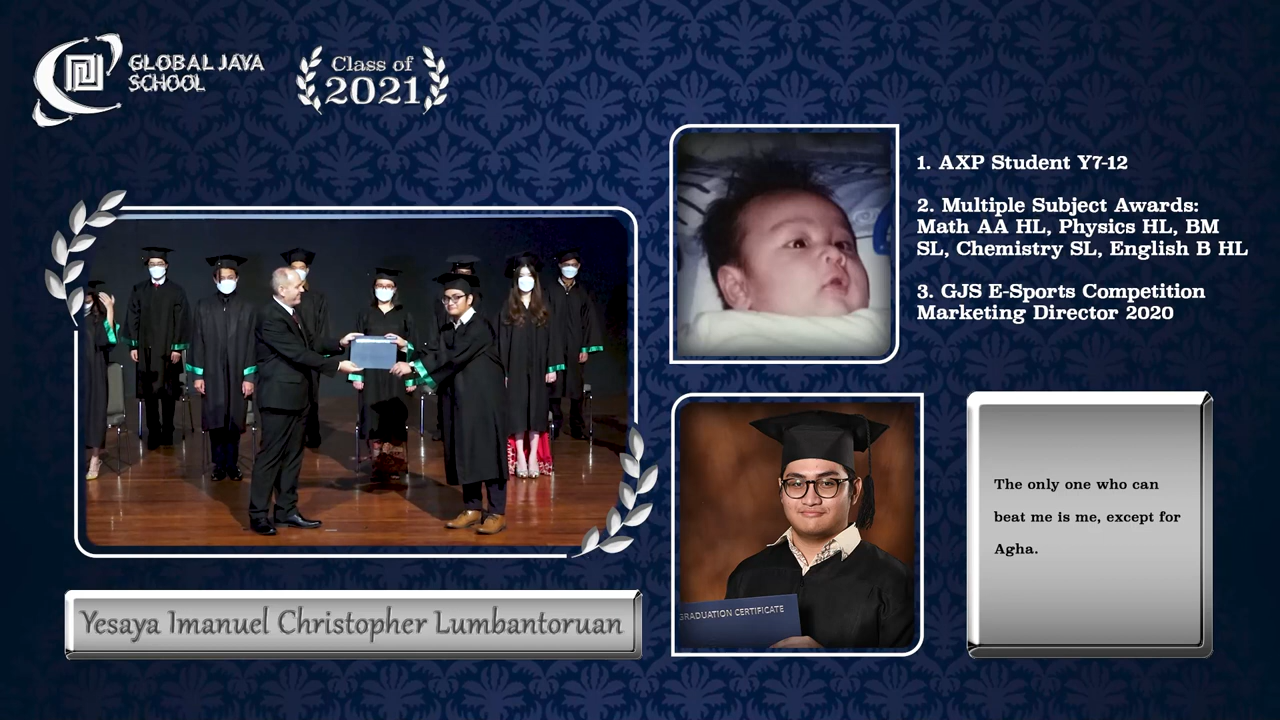 GLOBAL JAYA
SCHOOL
Class of
2021
1. AXP Student Y7-12
2. Multiple Subject Awards:
Math AA HL, Physics HL, BM
SL, Chemistry SL, English B HL
3. GJS E-Sports Competition
Marketing Director 2020
GRADUATION CERTIFICATE
The only one who can
beat me is me, except for
Agha.
Yesaya Imanuel Christopher Lumbantoruan